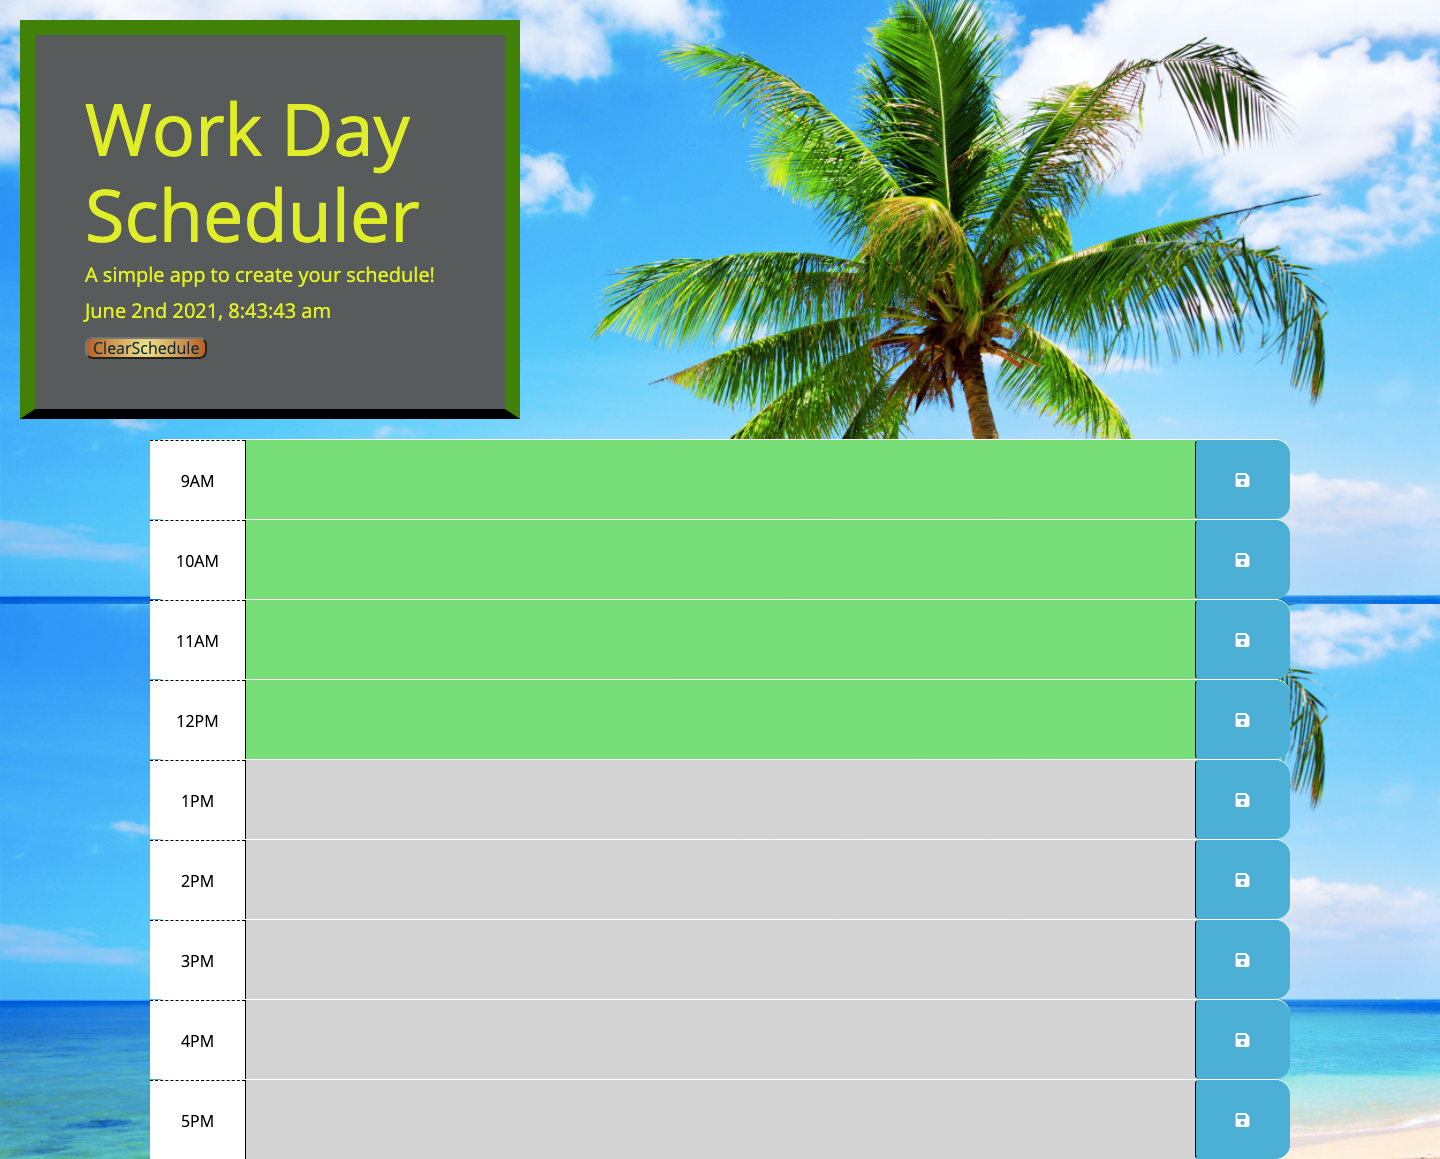 Work Day
Scheduler
A simple app to create your schedule!
June 2nd 2021, 8:43:43 am
ClearSchedule
9AM
10AM
11AM
12PM
1PM
2PM
3PM
4PM
5PM